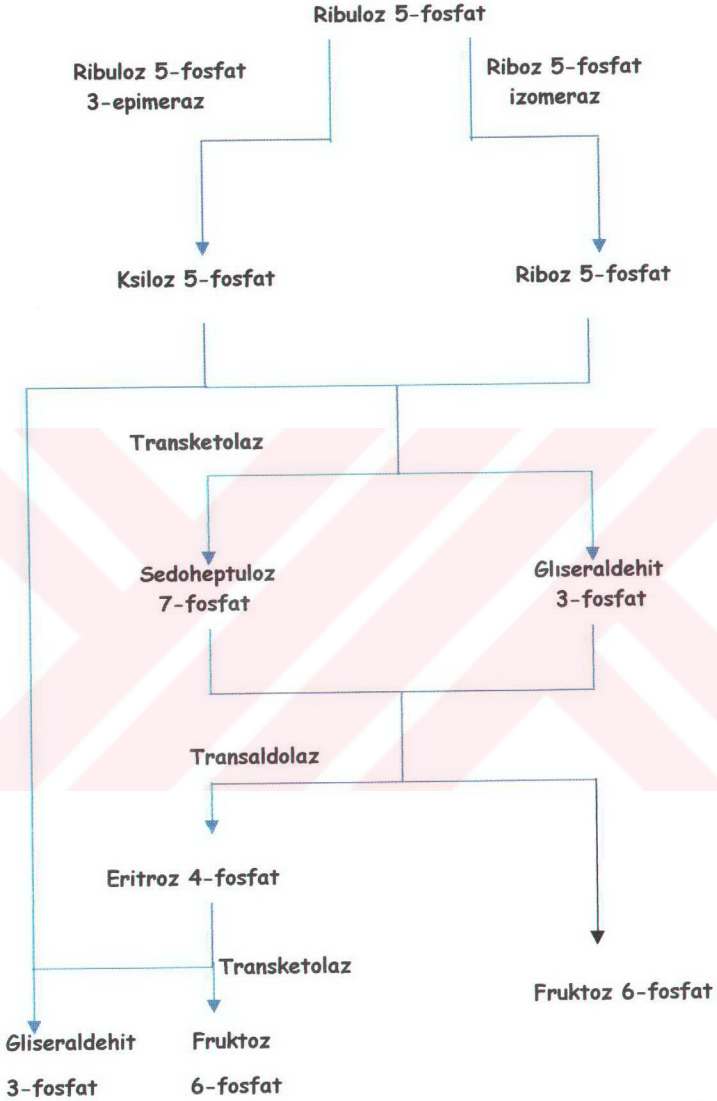 Ribuloz 5-fosfat
Ribuloz 5-fosfat
3-epimeraz
Riboz 5-fosfat
izomeraz
Ksiloz 5-fosfat
Riboz 5-fosfat
Transketolaz
Sedoheptuloz
7-fosfat
Glıseraldehit
3-fosfat
Transaldolaz
Eritroz 4-fosfat
Transketolaz
Fruktoz 6-fosfat
Gliseraldehit
3-fosfat
Fruktoz
6-fosfat